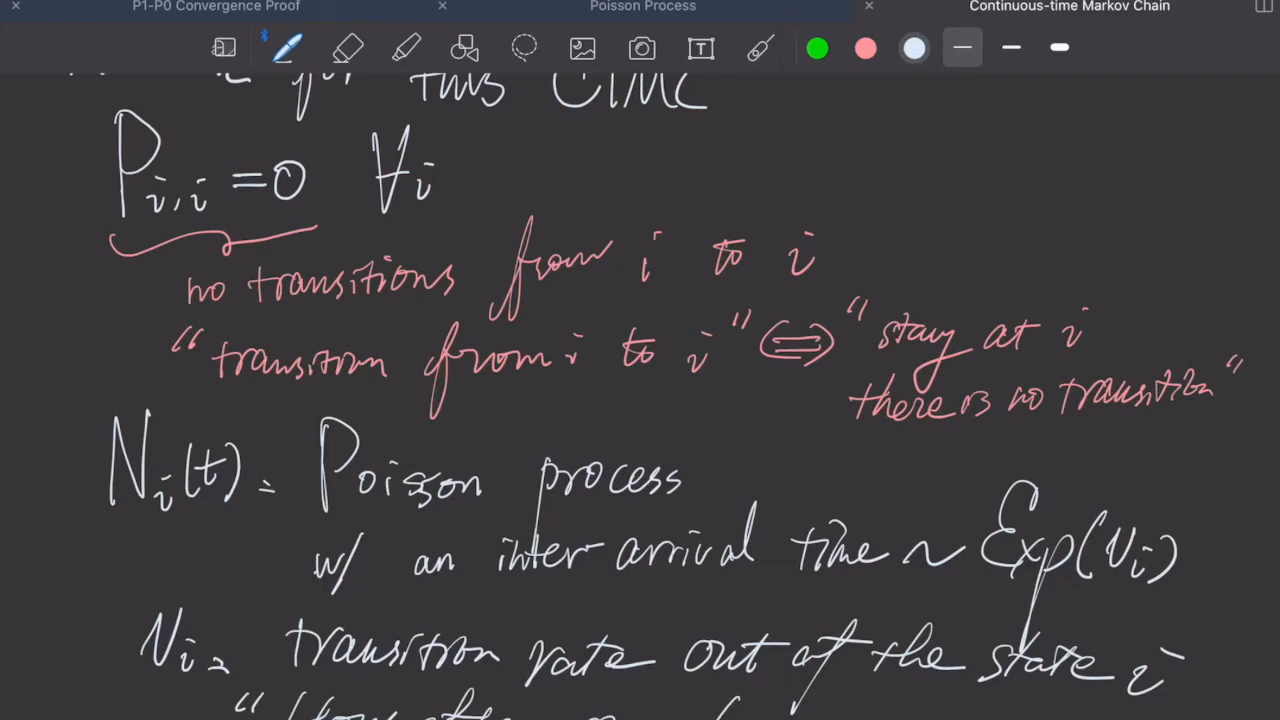 P1-P0 Convergence Proof
Poisson Process
Continuous-time Markov Chain
for this CTMC
P_{i,i} = 0 ∀i
no transitions from i to i
"transition from i to i" ⇔ "stay at i
there is no transition"
N_i(t) = Poisson process
w/ an inter-arrival time ~ Exp(ν_i)
ν_i = transition rate out of the state i